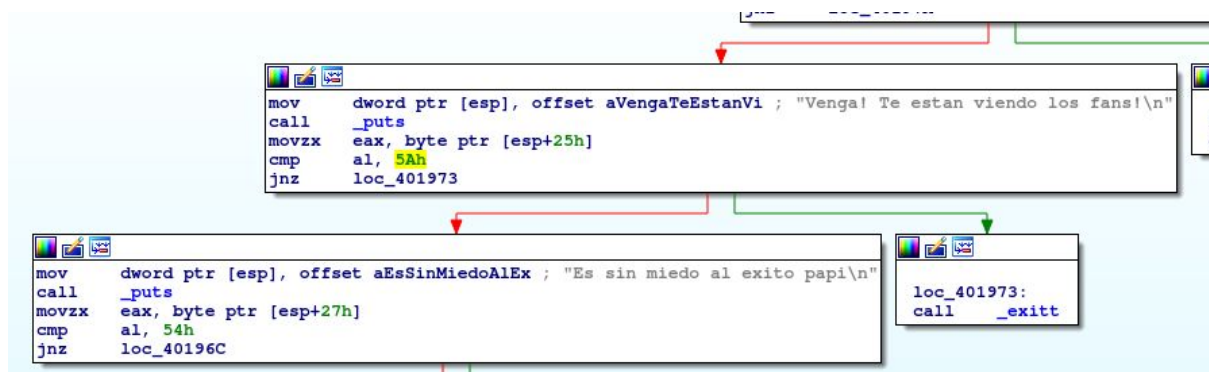 mov dword ptr [esp], offset aVengaTeEstanVi ; "Venga! Te estan viendo los fans!\n"
call _puts
movzx eax, byte ptr [esp+25h]
cmp al, 5Ah
jnz loc_401973
mov dword ptr [esp], offset aEsSinMiedoAlEx ; "Es sin miedo al exito papi\n"
call _puts
movzx eax, byte ptr [esp+27h]
cmp al, 54h
jnz loc_40196C
loc_401973:
call _exitt